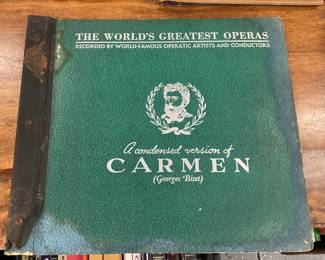 THE WORLD'S GREATEST OPERAS
RECORDED BY WORLD-FAMOUS OPERATIC ARTISTS AND CONDUCTORS
A condensed version of
CARMEN
(Georges Bizet)